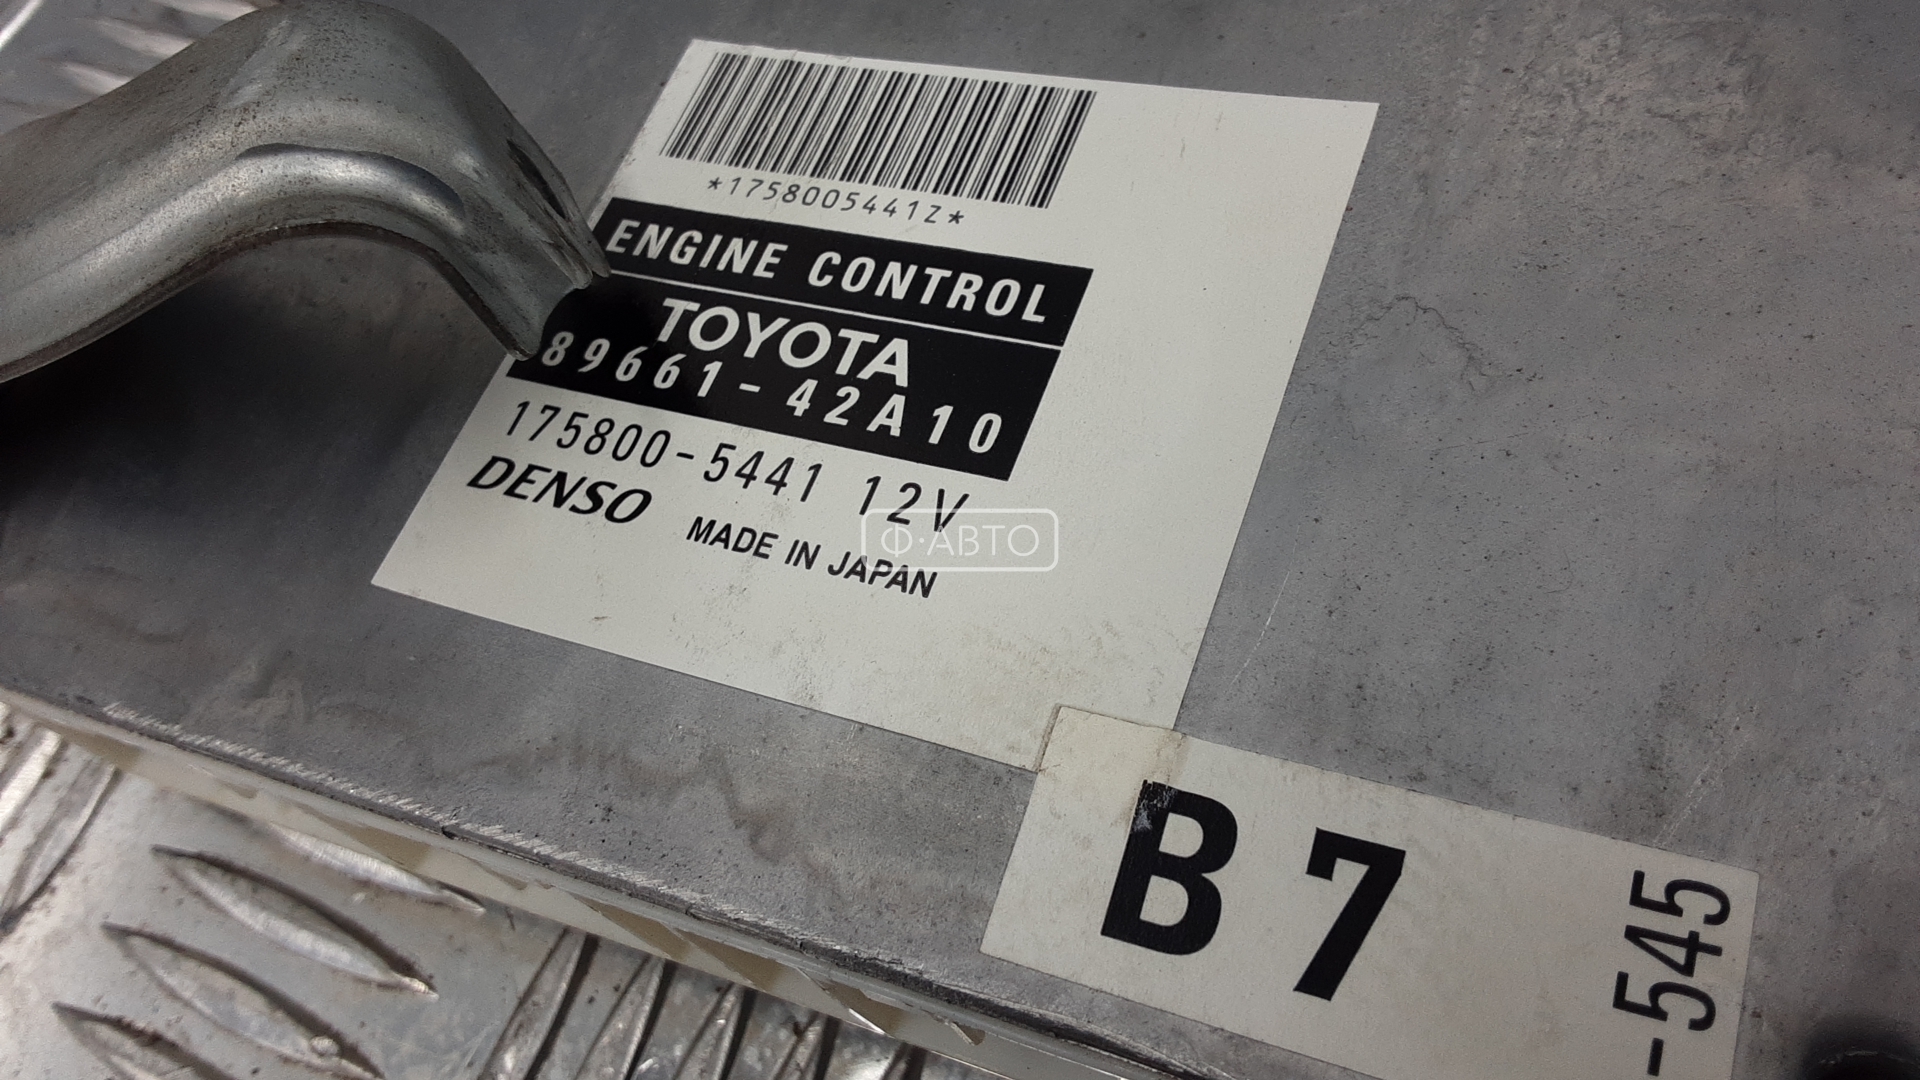 *1758005441Z*
ENGINE CONTROL
TOYOTA
89661-42A10
175800-5441 12V
DENSO MADE IN JAPAN
Ф·АВТО
B7
-545